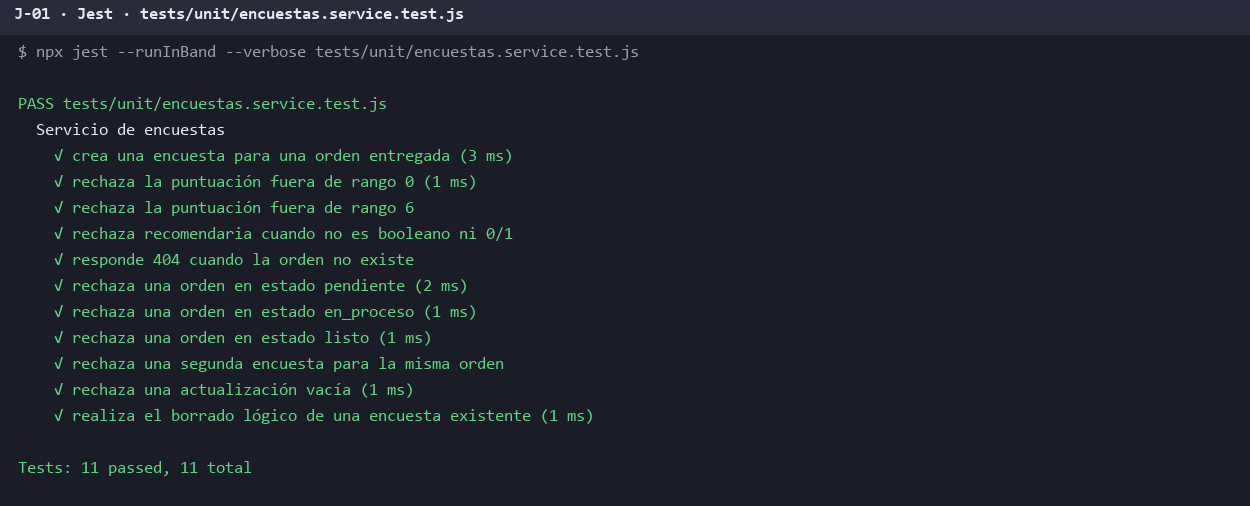 J-01 · Jest · tests/unit/encuestas.service.test.js
$ npx jest --runInBand --verbose tests/unit/encuestas.service.test.js
PASS tests/unit/encuestas.service.test.js
Servicio de encuestas
√ crea una encuesta para una orden entregada (3 ms)
√ rechaza la puntuación fuera de rango 0 (1 ms)
√ rechaza la puntuación fuera de rango 6
√ rechaza recomendaria cuando no es booleano ni 0/1
√ responde 404 cuando la orden no existe
√ rechaza una orden en estado pendiente (2 ms)
√ rechaza una orden en estado en_proceso (1 ms)
√ rechaza una orden en estado listo (1 ms)
√ rechaza una segunda encuesta para la misma orden
√ rechaza una actualización vacía (1 ms)
√ realiza el borrado lógico de una encuesta existente (1 ms)
Tests: 11 passed, 11 total